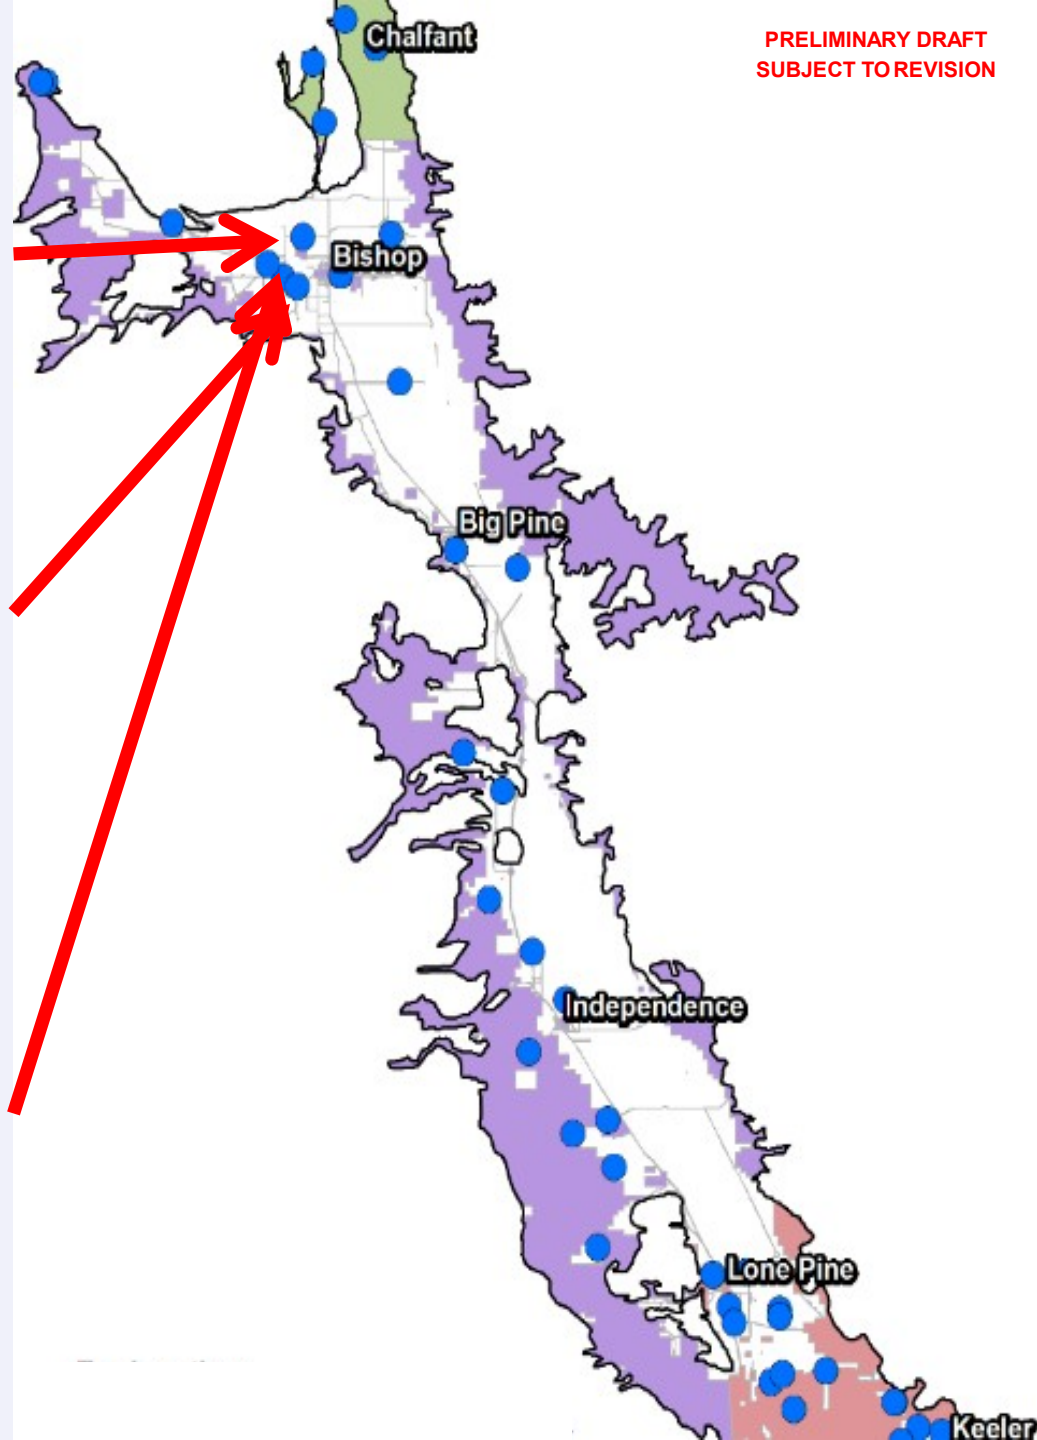 Chalfant
PRELIMINARY DRAFT
SUBJECT TO REVISION
Bishop
Big Pine
Independence
Lone Pine
Keeler